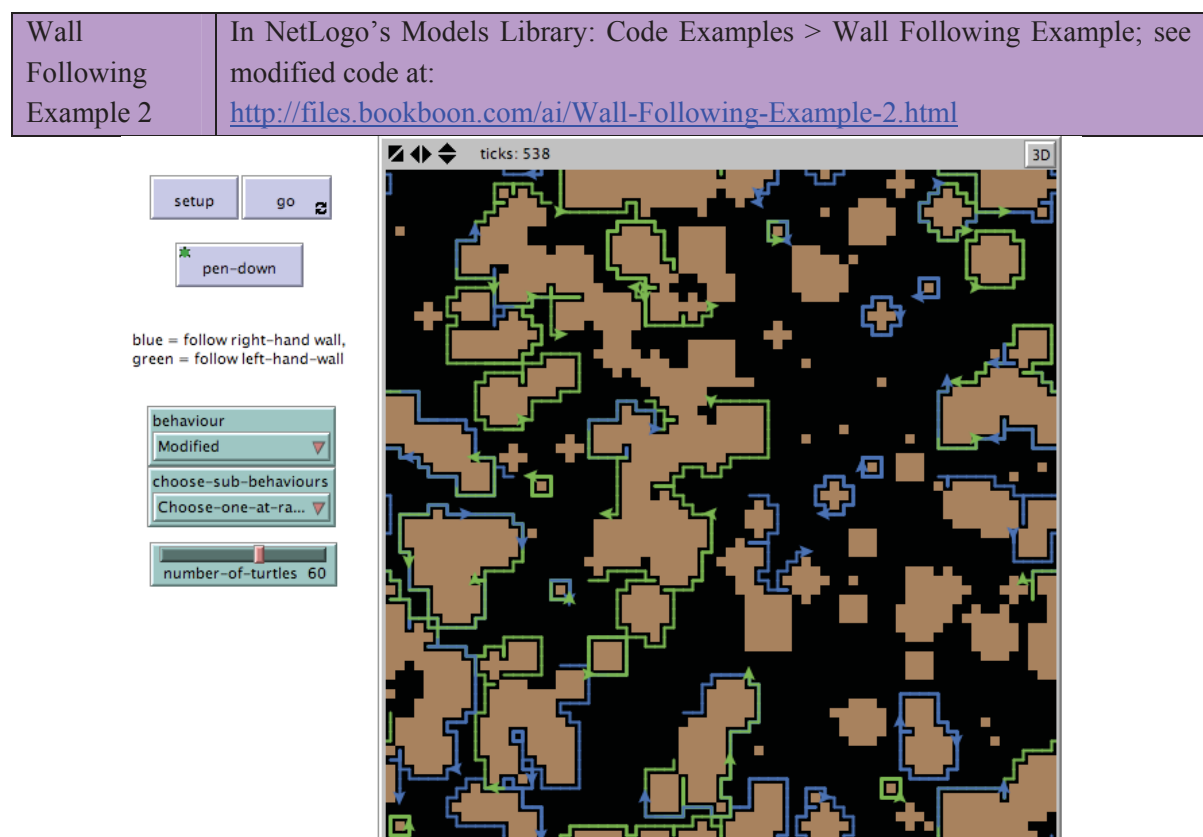 Wall
Following
Example 2
In NetLogo's Models Library: Code Examples > Wall Following Example; see
modified code at:
http://files.bookboon.com/ai/Wall-Following-Example-2.html
ticks: 538
3D
setup
go
pen-down
blue = follow right-hand wall,
green = follow left-hand-wall
behaviour
Modified
choose-sub-behaviours
Choose-one-at-ra...
number-of-turtles 60